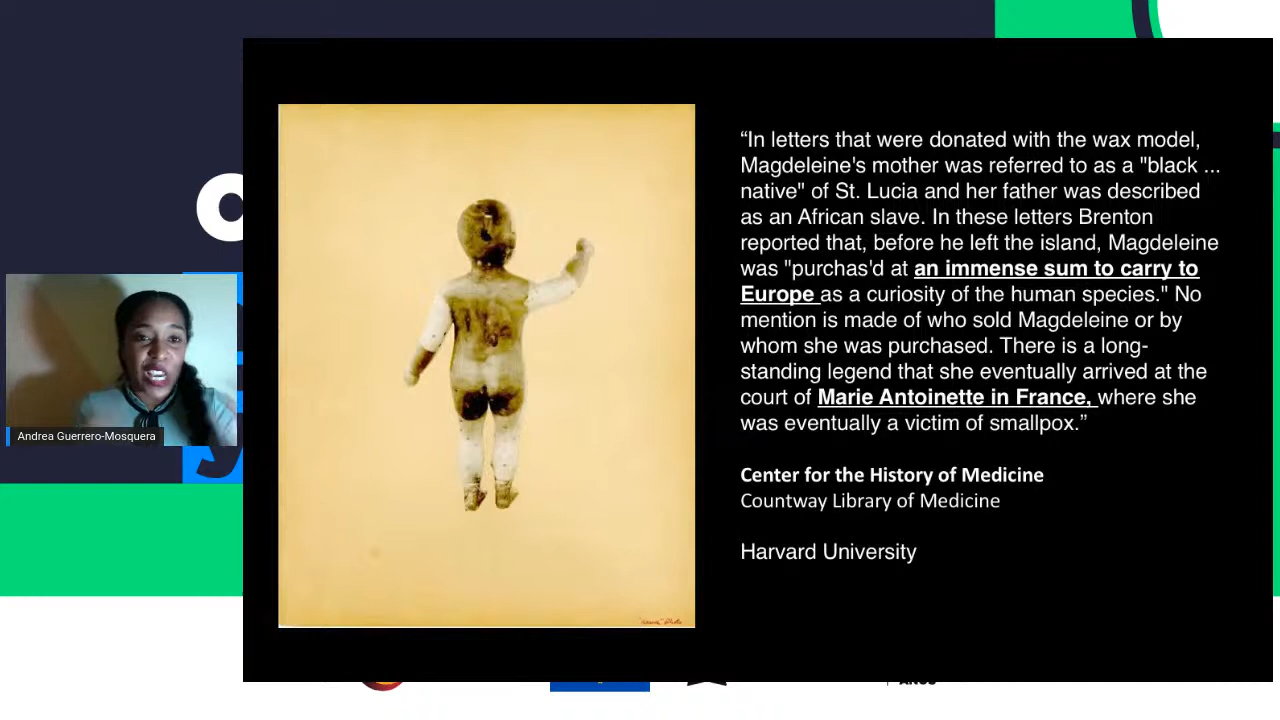 “In letters that were donated with the wax model,
Magdeleine's mother was referred to as a "black ...
native" of St. Lucia and her father was described
as an African slave. In these letters Brenton
reported that, before he left the island, Magdeleine
was "purchas'd at an immense sum to carry to
Europe as a curiosity of the human species." No
mention is made of who sold Magdeleine or by
whom she was purchased. There is a long-
standing legend that she eventually arrived at the
court of Marie Antoinette in France, where she
was eventually a victim of smallpox.”
Center for the History of Medicine
Countway Library of Medicine
Harvard University
Andrea Guerrero-Mosquera